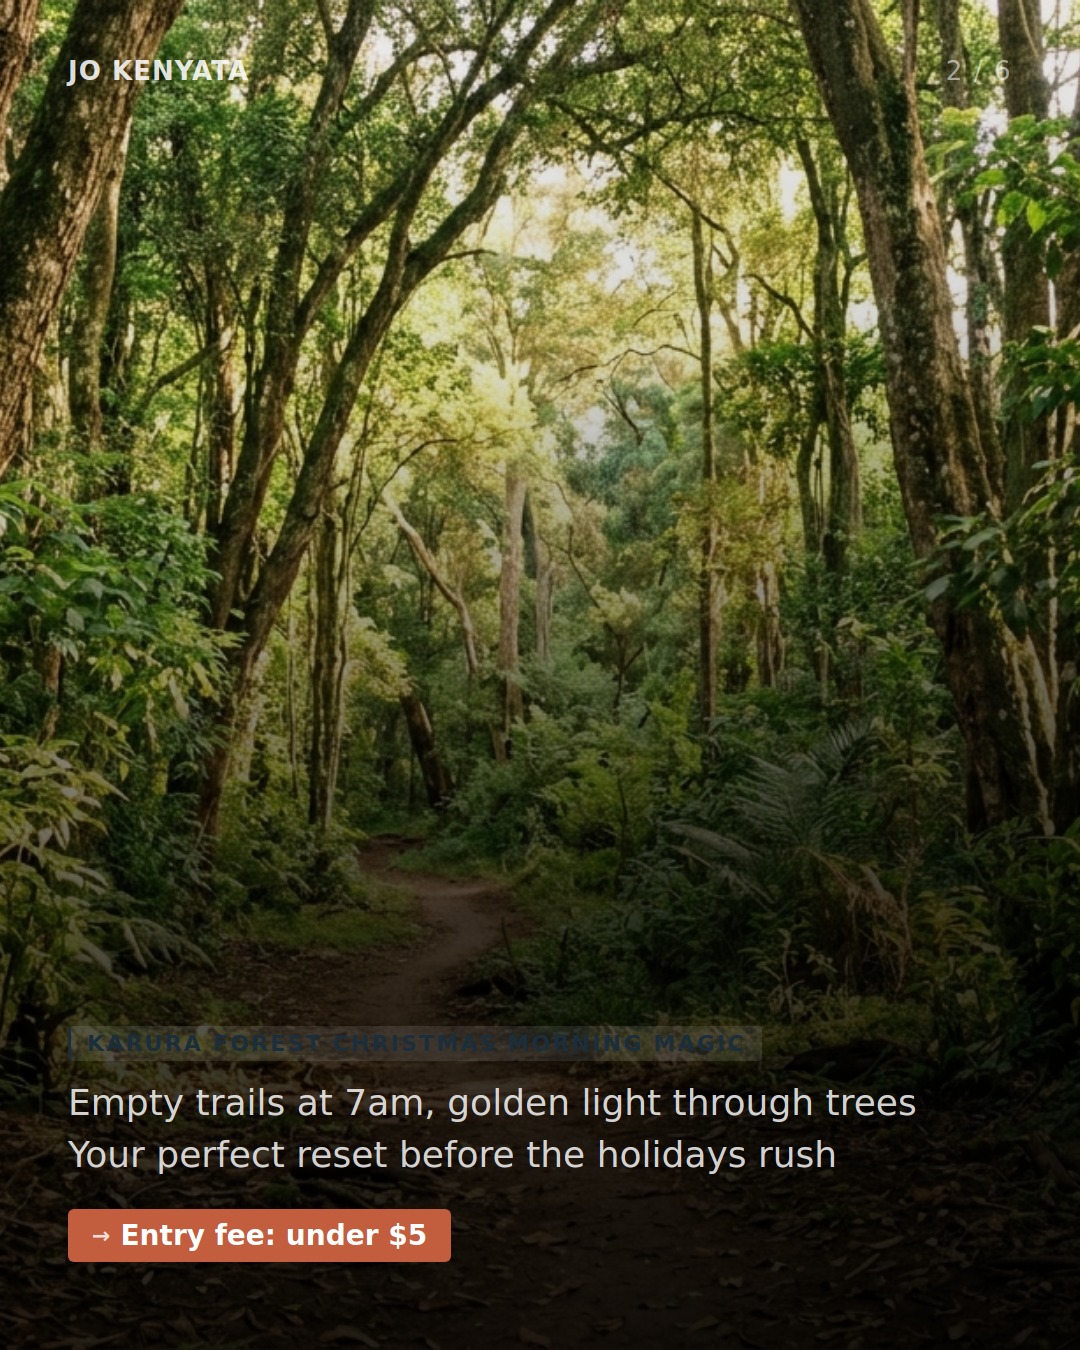 JO KENYATA
2 / 6
KARURA FOREST CHRISTMAS MORNING MAGIC
Empty trails at 7am, golden light through trees
Your perfect reset before the holidays rush
→ Entry fee: under $5